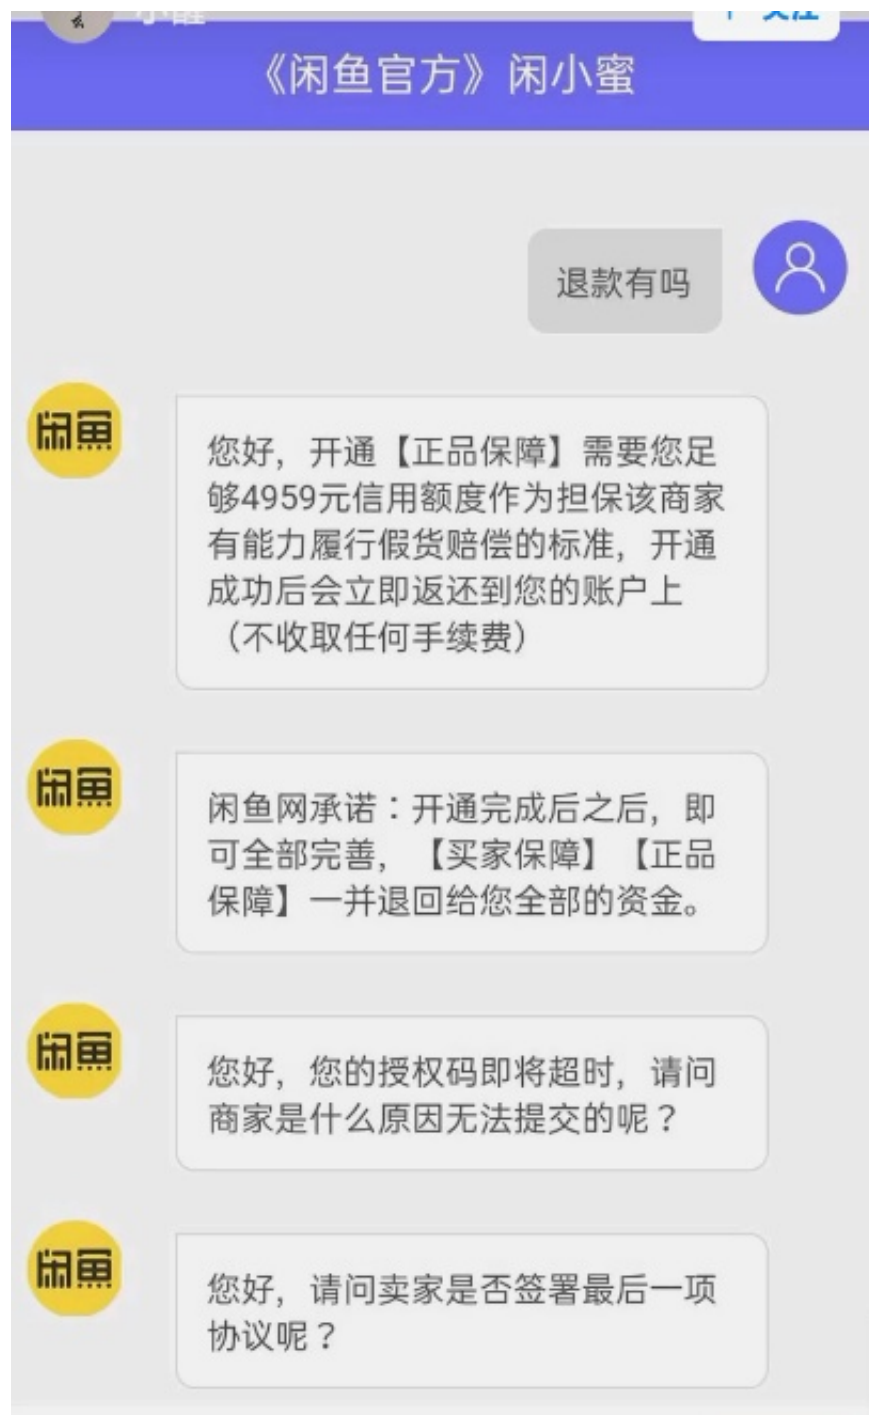 《闲鱼官方》闲小蜜
退款有吗
闲鱼
您好，开通【正品保障】需要您足
够4959元信用额度作为担保该商家
有能力履行假货赔偿的标准，开通
成功后会立即返还到您的账户上
（不收取任何手续费）
闲鱼
闲鱼网承诺：开通完成后之后，即
可全部完善，【买家保障】【正品
保障】一并退回给您全部的资金。
闲鱼
您好，您的授权码即将超时，请问
商家是什么原因无法提交的呢？
闲鱼
您好，请问卖家是否签署最后一项
协议呢？